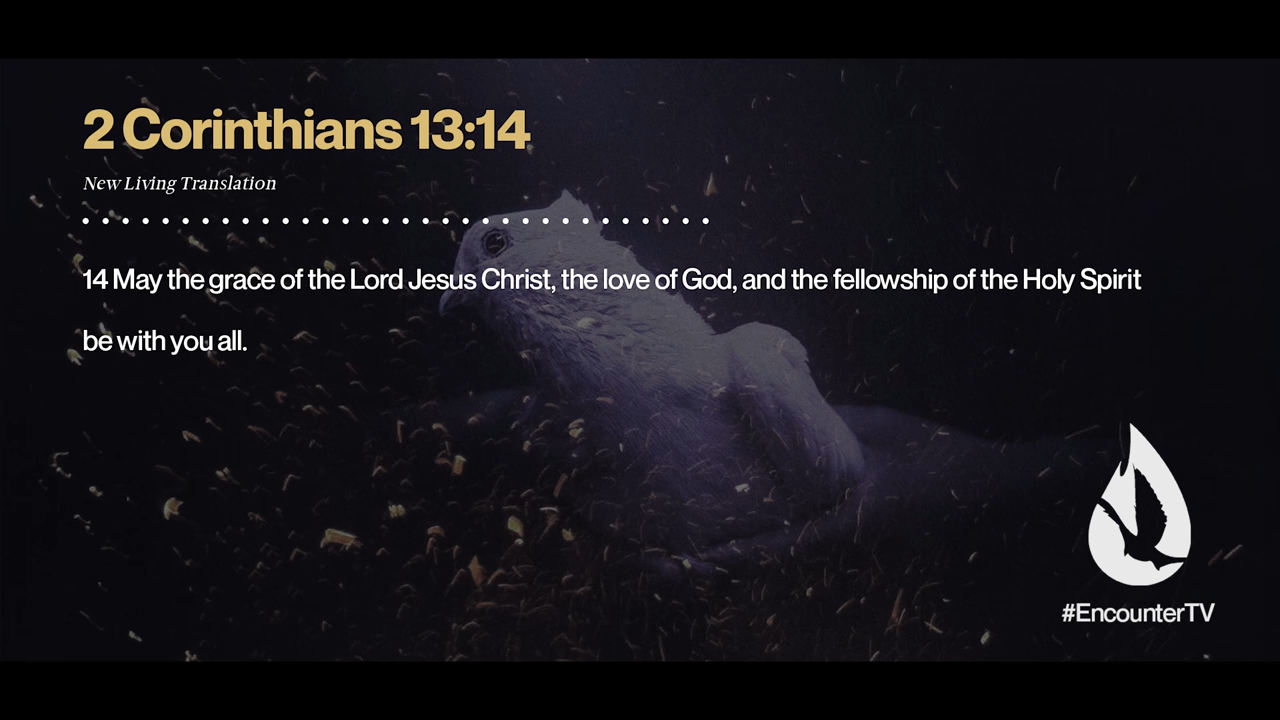 2 Corinthians 13:14
New Living Translation
14 May the grace of the Lord Jesus Christ, the love of God, and the fellowship of the Holy Spirit
be with you all.
#EncounterTV